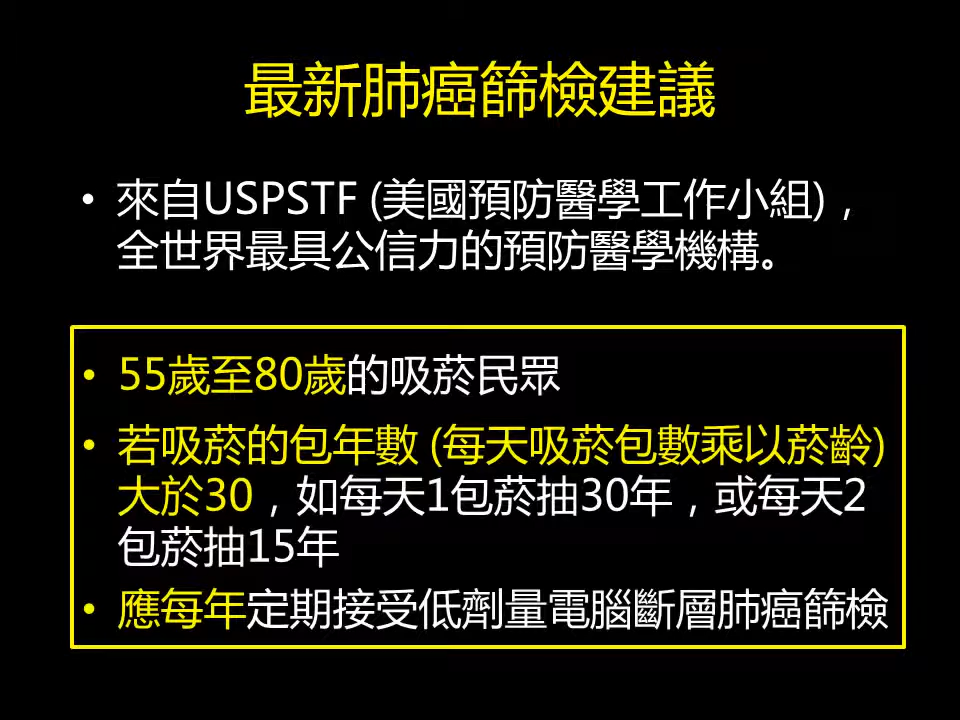 最新肺癌篩檢建議
• 來自USPSTF (美國預防醫學工作小組)，
全世界最具公信力的預防醫學機構。
• 55歲至80歲的吸菸民眾
• 若吸菸的包年數 (每天吸菸包數乘以菸齡)
大於30，如每天1包菸抽30年，或每天2
包菸抽15年
• 應每年定期接受低劑量電腦斷層肺癌篩檢